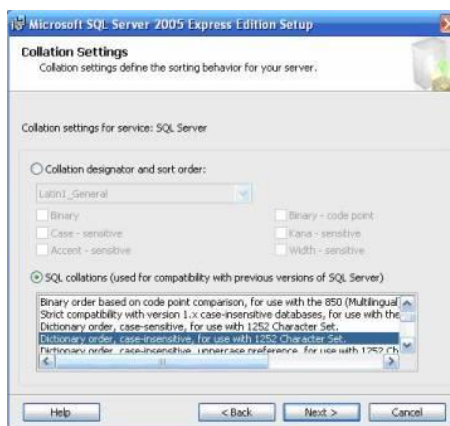 Microsoft SQL Server 2005 Express Edition Setup
Collation Settings
Collation settings define the sorting behavior for your server.
Collation settings for service: SQL Server
Collation designator and sort order:
Latin1_General
Binary
Binary - code point
Case - sensitive
Kana - sensitive
Accent - sensitive
Width - sensitive
SQL collations (used for compatibility with previous versions of SQL Server)
Binary order based on code point comparison, for use with the 850 (Multilingual
Strict compatibility with version 1.x case-insensitive databases, for use with the
Dictionary order, case-sensitive, for use with 1252 Character Set.
Dictionary order, case-insensitive, for use with 1252 Character Set.
Dictionary order, case-insensitive, uppercase preference, for use with 1252 Ch
Help
< Back
Next >
Cancel